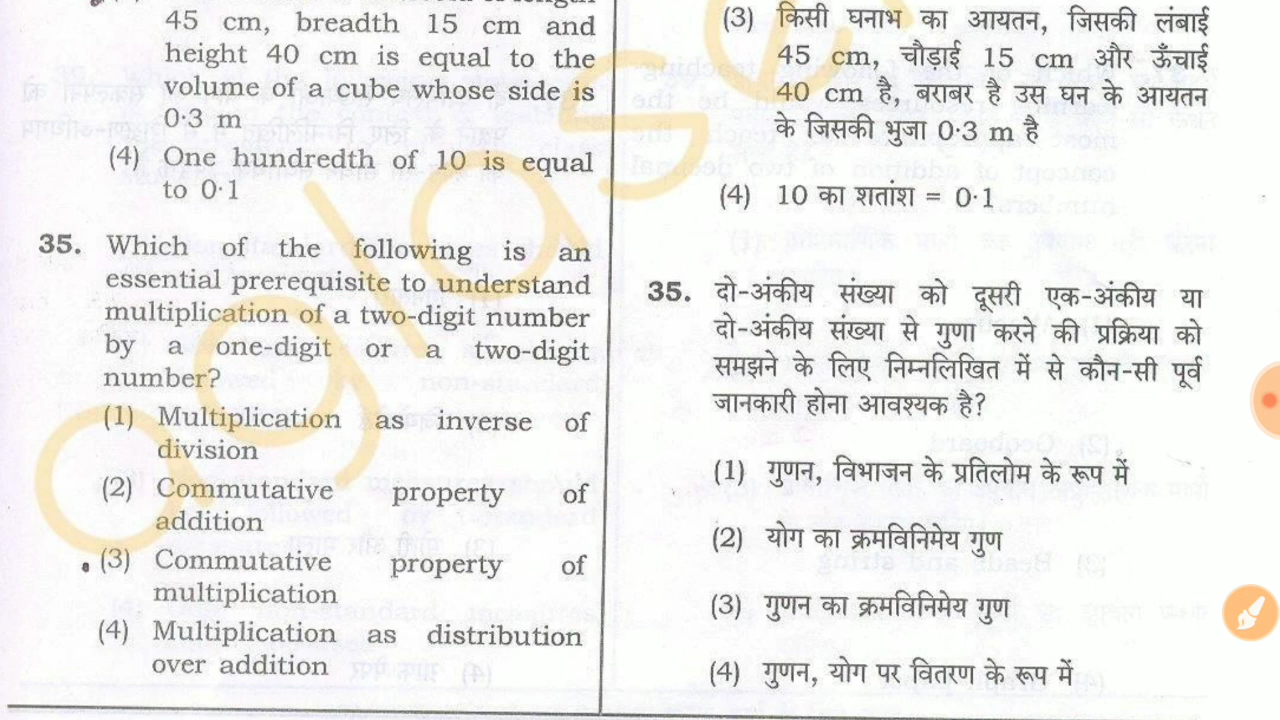 45 cm, breadth 15 cm and
height 40 cm is equal to the
volume of a cube whose side is
0·3 m
(4) One hundredth of 10 is equal
to 0·1
35. Which of the following is an
essential prerequisite to understand
multiplication of a two-digit number
by a one-digit or a two-digit
number?
(1) Multiplication as inverse of
division
(2) Commutative property of
addition
(3) Commutative property of
multiplication
(4) Multiplication as distribution
over addition
(3) किसी घनाभ का आयतन, जिसकी लंबाई
45 cm, चौड़ाई 15 cm और ऊँचाई
40 cm है, बराबर है उस घन के आयतन
के जिसकी भुजा 0·3 m है
(4) 10 का शतांश = 0·1
35. दो-अंकीय संख्या को दूसरी एक-अंकीय या
दो-अंकीय संख्या से गुणा करने की प्रक्रिया को
समझने के लिए निम्नलिखित में से कौन-सी पूर्व
जानकारी होना आवश्यक है?
(1) गुणन, विभाजन के प्रतिलोम के रूप में
(2) योग का क्रमविनिमेय गुण
(3) गुणन का क्रमविनिमेय गुण
(4) गुणन, योग पर वितरण के रूप में